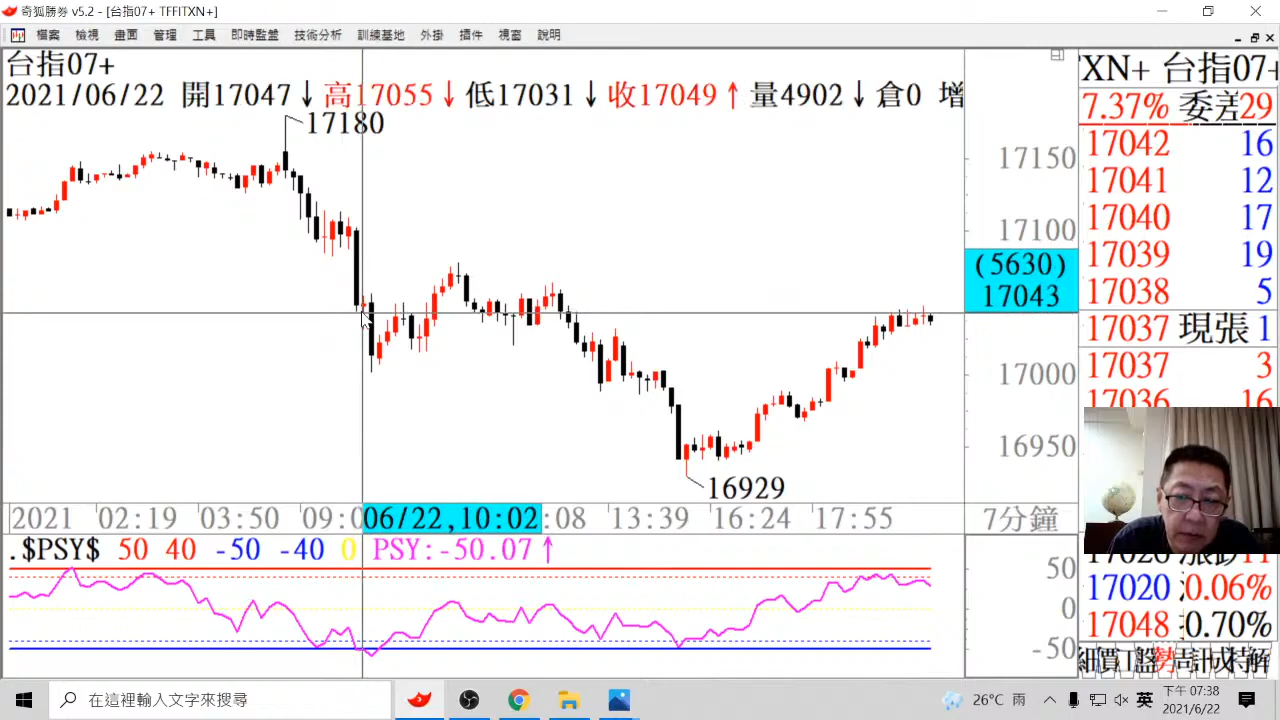 奇狐勝券 v5.2 - [台指07+ TFFITXN+]
檔案 檢視 畫面 管理 工具 即時監盤 技術分析 訓練基地 外掛 插件 視窗 說明
台指07+
2021/06/22 開17047↓高17055↓低17031↓收17049↑量4902↓倉0 增
17180
16929
17150
17100
(5630)
17043
17000
16950
2021 02:19 03:50 09:0 06/22,10:02 :08 13:39 16:24 17:55 7分鐘
.$PSY$ 50 40 -50 -40 0 PSY:-50.07↑
50
0
-50
TXN+ 台指07+
7.37% 委差29
17042 16
17041 12
17040 17
17039 19
17038 5
17037 現張 1
17037 3
17036 16
17020 0.06%
17048 0.70%
在這裡輸入文字來搜尋
26°C 雨
英
下午 07:38
2021/6/22